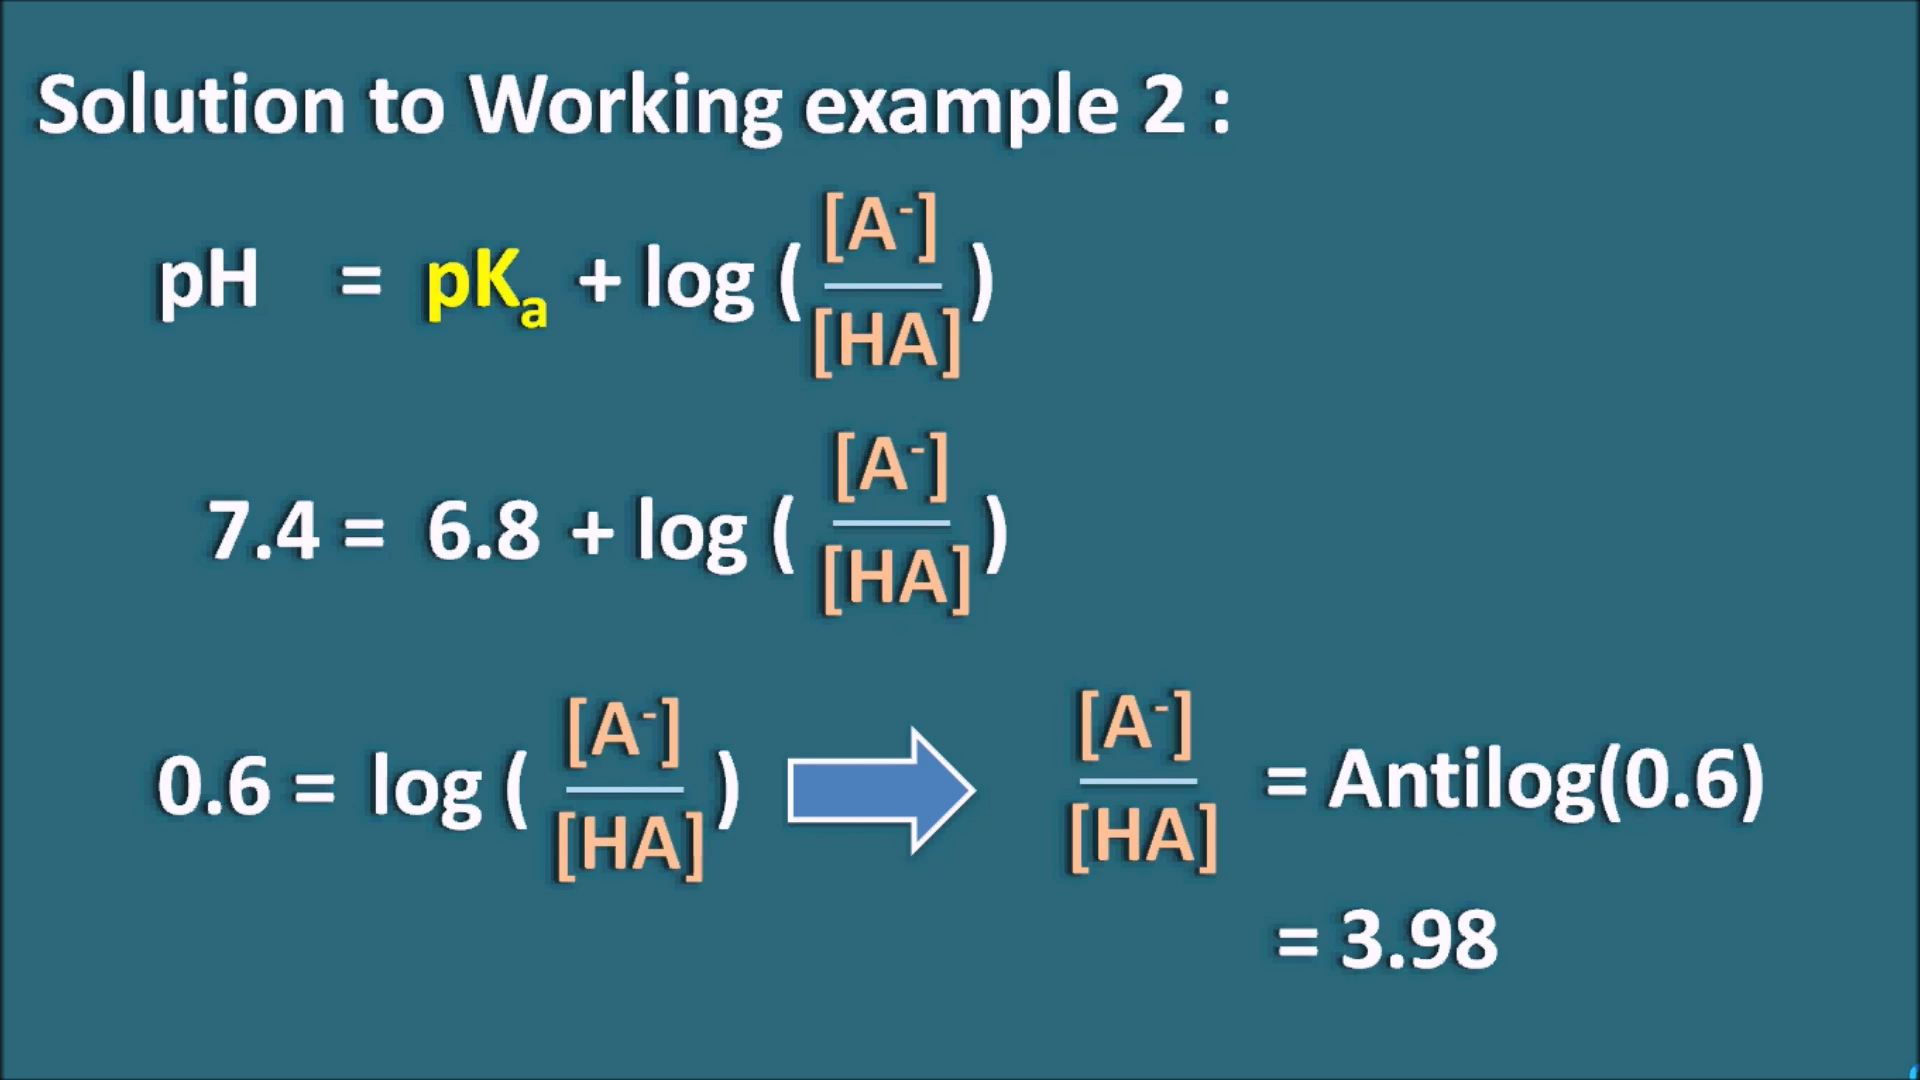 Solution to Working example 2 :
pH = pKₐ + log ( [A⁻] / [HA] )
7.4 = 6.8 + log ( [A⁻] / [HA] )
0.6 = log ( [A⁻] / [HA] ) [A⁻] / [HA] = Antilog(0.6)
= 3.98